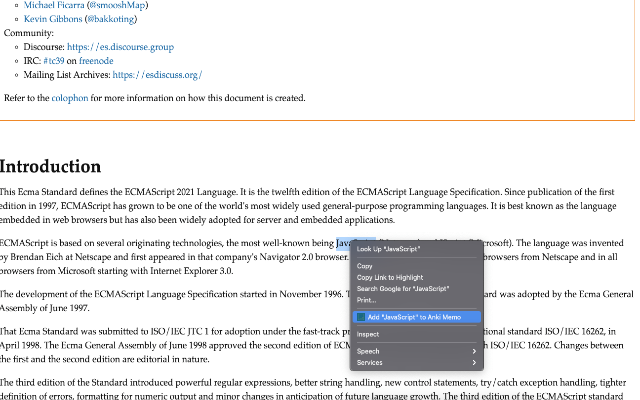 Michael Ficarra (@smooshMap)
Kevin Gibbons (@bakkoting)
Community:
Discourse: https://es.discourse.group
IRC: #tc39 on freenode
Mailing List Archives: https://esdiscuss.org/
Refer to the colophon for more information on how this document is created.
Introduction
This Ecma Standard defines the ECMAScript 2021 Language. It is the twelfth edition of the ECMAScript Language Specification. Since publication of the first
edition in 1997, ECMAScript has grown to be one of the world's most widely used general-purpose programming languages. It is best known as the language
embedded in web browsers but has also been widely adopted for server and embedded applications.
ECMAScript is based on several originating technologies, the most well-known being JavaScript
). The language was invented
by Brendan Eich at Netscape and first appeared in that company's Navigator 2.0 browser.
browsers from Netscape and in all
browsers from Microsoft starting with Internet Explorer 3.0.
The development of the ECMAScript Language Specification started in November 1996.
was adopted by the Ecma General
Assembly of June 1997.
That Ecma Standard was submitted to ISO/IEC JTC 1 for adoption under the fast-track
standard ISO/IEC 16262, in
April 1998. The Ecma General Assembly of June 1998 approved the second edition of
ISO/IEC 16262. Changes between
the first and the second edition are editorial in nature.
The third edition of the Standard introduced powerful regular expressions, better string handling, new control statements, try/catch exception handling, tighter
definition of errors, formatting for numeric output and minor changes in anticipation of future language growth. The third edition of the ECMAScript standard
Look Up "JavaScript"
Copy
Copy Link to Highlight
Search Google for "JavaScript"
Print...
Add "JavaScript" to Anki Memo
Inspect
Speech
Services